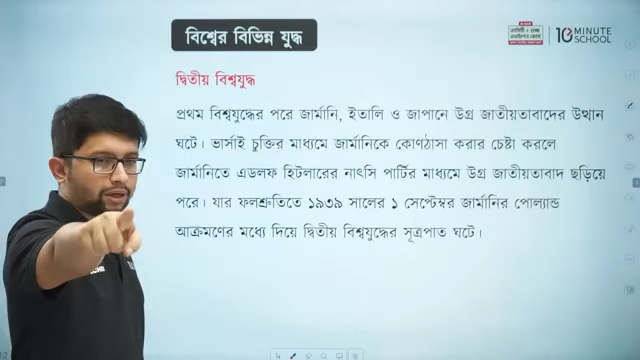 বিশ্বের বিভিন্ন যুদ্ধ
10 MINUTE
SCHOOL
দ্বিতীয় বিশ্বযুদ্ধ
প্রথম বিশ্বযুদ্ধের পরে জার্মানি, ইতালি ও জাপানে উগ্র জাতীয়তাবাদের উত্থান
ঘটে। ভার্সাই চুক্তির মাধ্যমে জার্মানিকে কোণঠাসা করার চেষ্টা করলে
জার্মানিতে এডলফ হিটলারের নাৎসি পার্টির মাধ্যমে উগ্র জাতীয়তাবাদ ছড়িয়ে
পরে। যার ফলশ্রুতিতে ১৯৩৯ সালের ১ সেপ্টেম্বর জার্মানির পোল্যান্ড
আক্রমণের মধ্যে দিয়ে দ্বিতীয় বিশ্বযুদ্ধের সূত্রপাত ঘটে।